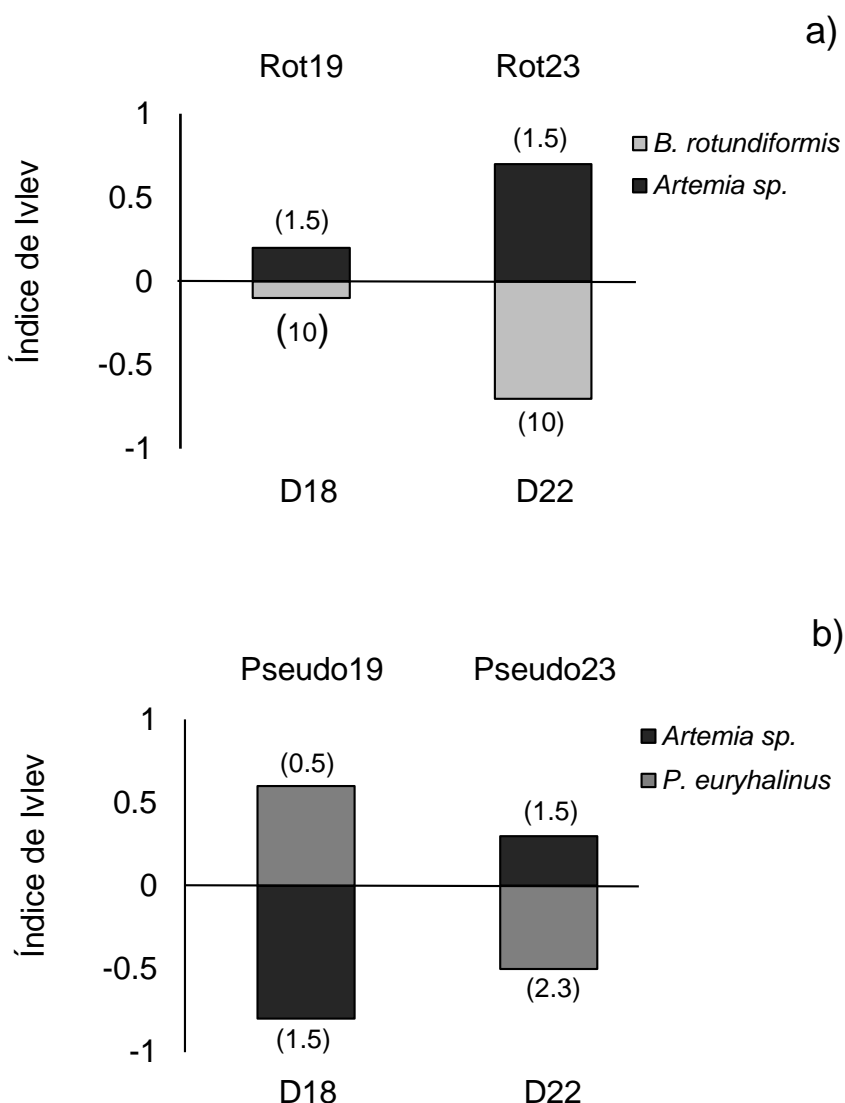 a)
Rot19 Rot23
1
0.5
0
-0.5
-1
Índice de Ivlev
(1.5)
(10)
(1.5)
(10)
B. rotundiformis
Artemia sp.
D18 D22
b)
Pseudo19 Pseudo23
1
0.5
0
-0.5
-1
Índice de Ivlev
(0.5)
(1.5)
(1.5)
(2.3)
Artemia sp.
P. euryhalinus
D18 D22